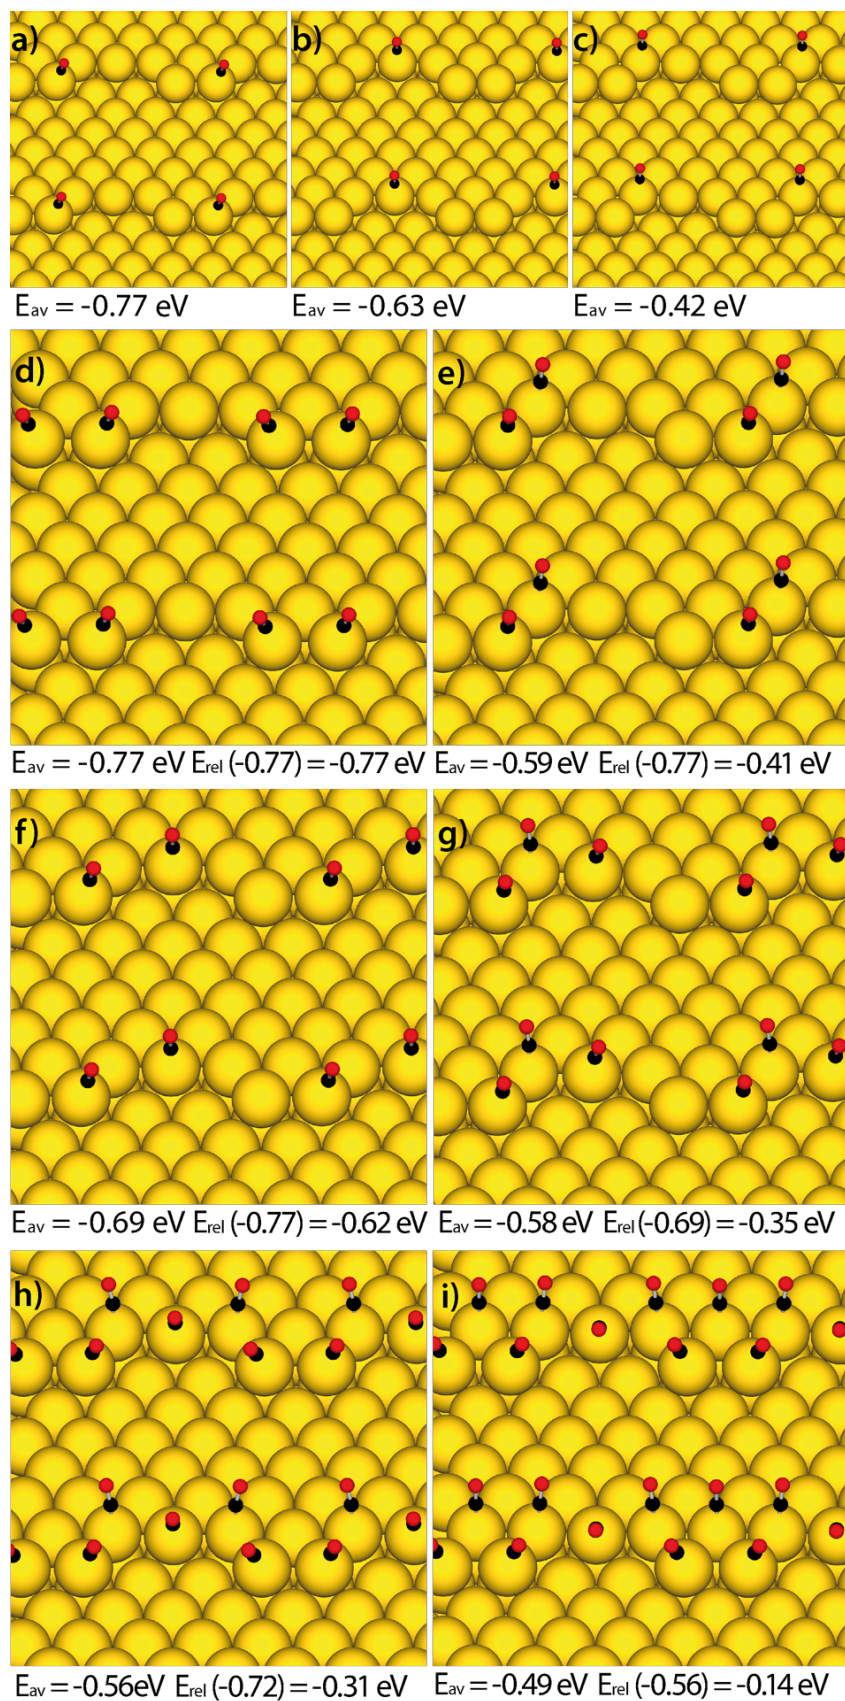 a) b) c)
Eav = -0.77 eV Eav = -0.63 eV Eav = -0.42 eV
d) e)
Eav = -0.77 eV Erel (-0.77) = -0.77 eV Eav = -0.59 eV Erel (-0.77) = -0.41 eV
f) g)
Eav = -0.69 eV Erel (-0.77) = -0.62 eV Eav = -0.58 eV Erel (-0.69) = -0.35 eV
h) i)
Eav = -0.56eV Erel (-0.72) = -0.31 eV Eav = -0.49 eV Erel (-0.56) = -0.14 eV